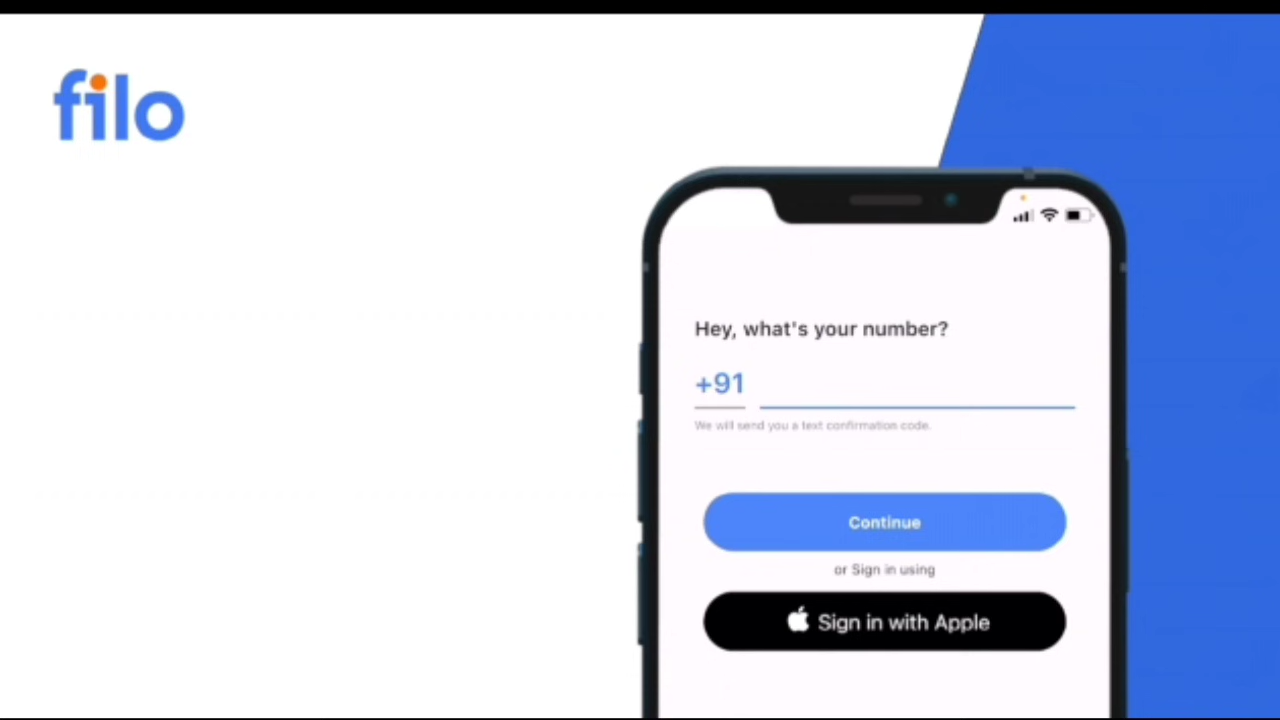 filo
Hey, what's your number?
+91
We will send you a text confirmation code.
Continue
or Sign in using
Sign in with Apple